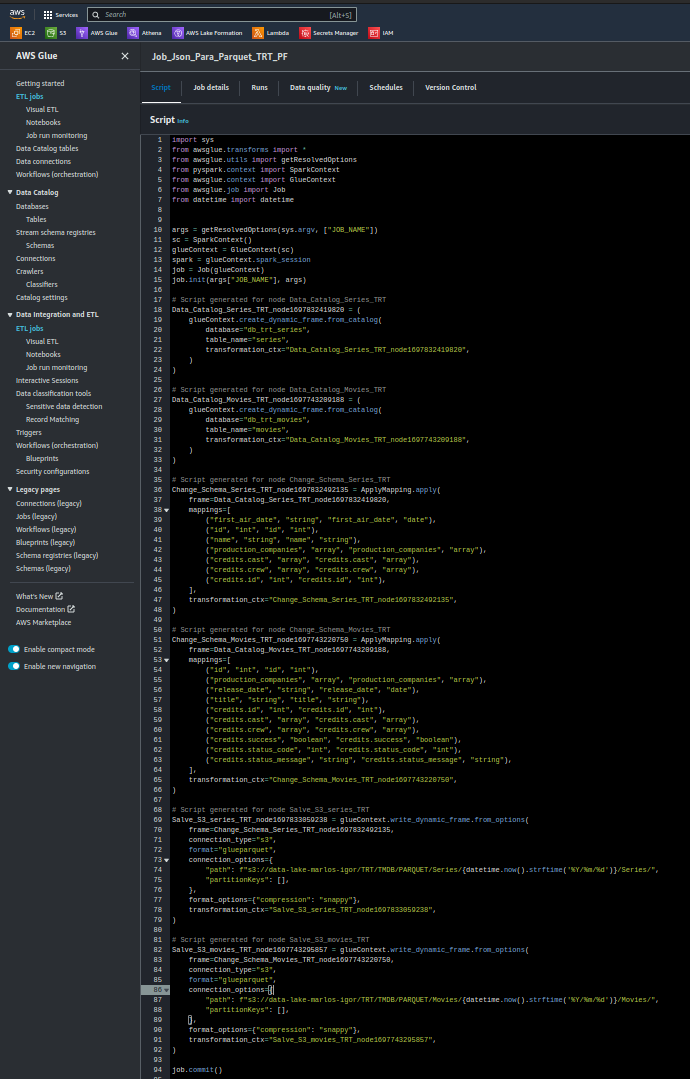 aws
Services
Search
[Alt+S]
EC2
S3
AWS Glue
Athena
AWS Lake Formation
Lambda
Secrets Manager
IAM
AWS Glue
Getting started
ETL jobs
Visual ETL
Notebooks
Job run monitoring
Data Catalog tables
Data connections
Workflows (orchestration)
Data Catalog
Databases
Tables
Stream schema registries
Schemas
Connections
Crawlers
Classifiers
Catalog settings
Data Integration and ETL
ETL jobs
Visual ETL
Notebooks
Job run monitoring
Interactive Sessions
Data classification tools
Sensitive data detection
Record Matching
Triggers
Workflows (orchestration)
Blueprints
Security configurations
Legacy pages
Connections (legacy)
Jobs (legacy)
Workflows (legacy)
Blueprints (legacy)
Schema registries (legacy)
Schemas (legacy)
What's New
Documentation
AWS Marketplace
Enable compact mode
Enable new navigation
Job_Json_Para_Parquet_TRT_PF
Script
Job details
Runs
Data quality New
Schedules
Version Control
Script Info
1 import sys
2 from awsglue.transforms import *
3 from awsglue.utils import getResolvedOptions
4 from pyspark.context import SparkContext
5 from awsglue.context import GlueContext
6 from awsglue.job import Job
7 from datetime import datetime
8
9
10 args = getResolvedOptions(sys.argv, ["JOB_NAME"])
11 sc = SparkContext()
12 glueContext = GlueContext(sc)
13 spark = glueContext.spark_session
14 job = Job(glueContext)
15 job.init(args["JOB_NAME"], args)
16
17 # Script generated for node Data_Catalog_Series_TRT
18 Data_Catalog_Series_TRT_node1697832419820 = (
19 glueContext.create_dynamic_frame.from_catalog(
20 database="db_trt_series",
21 table_name="series",
22 transformation_ctx="Data_Catalog_Series_TRT_node1697832419820",
23 )
24 )
25
26 # Script generated for node Data_Catalog_Movies_TRT
27 Data_Catalog_Movies_TRT_node1697743209188 = (
28 glueContext.create_dynamic_frame.from_catalog(
29 database="db_trt_movies",
30 table_name="movies",
31 transformation_ctx="Data_Catalog_Movies_TRT_node1697743209188",
32 )
33 )
34
35 # Script generated for node Change_Schema_Series_TRT
36 Change_Schema_Series_TRT_node1697832492135 = ApplyMapping.apply(
37 frame=Data_Catalog_Series_TRT_node1697832419820,
38 mappings=[
39 ("first_air_date", "string", "first_air_date", "date"),
40 ("id", "int", "id", "int"),
41 ("name", "string", "name", "string"),
42 ("production_companies", "array", "production_companies", "array"),
43 ("credits.cast", "array", "credits.cast", "array"),
44 ("credits.crew", "array", "credits.crew", "array"),
45 ("credits.id", "int", "credits.id", "int"),
46 ],
47 transformation_ctx="Change_Schema_Series_TRT_node1697832492135",
48 )
49
50 # Script generated for node Change_Schema_Movies_TRT
51 Change_Schema_Movies_TRT_node1697743220750 = ApplyMapping.apply(
52 frame=Data_Catalog_Movies_TRT_node1697743209188,
53 mappings=[
54 ("id", "int", "id", "int"),
55 ("production_companies", "array", "production_companies", "array"),
56 ("release_date", "string", "release_date", "date"),
57 ("title", "string", "title", "string"),
58 ("credits.id", "int", "credits.id", "int"),
59 ("credits.cast", "array", "credits.cast", "array"),
60 ("credits.crew", "array", "credits.crew", "array"),
61 ("credits.success", "boolean", "credits.success", "boolean"),
62 ("credits.status_code", "int", "credits.status_code", "int"),
63 ("credits.status_message", "string", "credits.status_message", "string"),
64 ],
65 transformation_ctx="Change_Schema_Movies_TRT_node1697743220750",
66 )
67
68 # Script generated for node Salve_S3_series_TRT
69 Salve_S3_series_TRT_node1697833059238 = glueContext.write_dynamic_frame.from_options(
70 frame=Change_Schema_Series_TRT_node1697832492135,
71 connection_type="s3",
72 format="glueparquet",
73 connection_options={
74 "path": f"s3://data-lake-marlos-igor/TRT/TMDB/PARQUET/Series/{datetime.now().strftime('%Y/%m/%d')}/Series/",
75 "partitionKeys": [],
76 },
77 format_options={"compression": "snappy"},
78 transformation_ctx="Salve_S3_series_TRT_node1697833059238",
79 )
80
81 # Script generated for node Salve_S3_movies_TRT
82 Salve_S3_movies_TRT_node1697743295857 = glueContext.write_dynamic_frame.from_options(
83 frame=Change_Schema_Movies_TRT_node1697743220750,
84 connection_type="s3",
85 format="glueparquet",
86 connection_options={
87 "path": f"s3://data-lake-marlos-igor/TRT/TMDB/PARQUET/Movies/{datetime.now().strftime('%Y/%m/%d')}/Movies/",
88 "partitionKeys": [],
89 },
90 format_options={"compression": "snappy"},
91 transformation_ctx="Salve_S3_movies_TRT_node1697743295857",
92 )
93
94 job.commit()